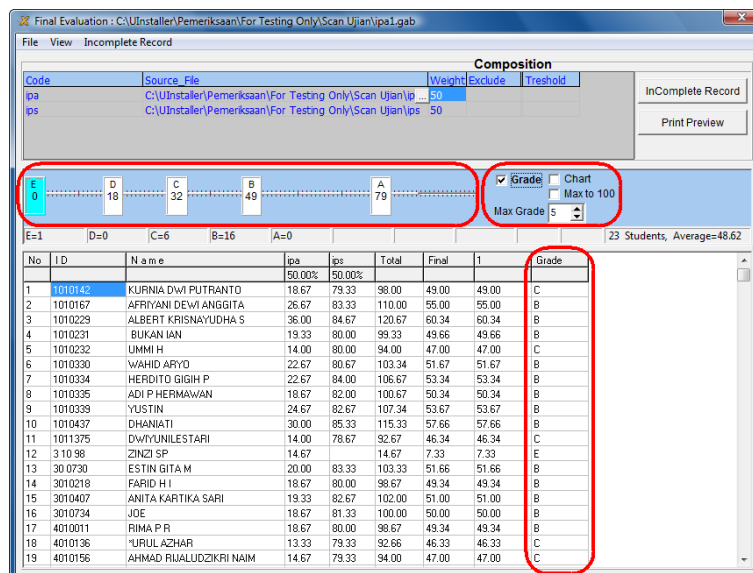 Final Evaluation : C:\UInstaller\Pemeriksaan\For Testing Only\Scan Ujian\ipa1.gab
File View Incomplete Record
Composition
Code Source_File Weight Exclude Treshold
ipa C:\UInstaller\Pemeriksaan\For Testing Only\Scan Ujian\ip ... 50
ips C:\UInstaller\Pemeriksaan\For Testing Only\Scan Ujian\ips 50
InComplete Record
Print Preview
E D C B A
0 18 32 49 79
Grade Chart
Max to 100
Max Grade 5
E=1 D=0 C=6 B=16 A=0 23 Students, Average=48.62
No I D N a m e ipa ips Total Final 1 Grade
50.00% 50.00%
1 1010142 KURNIA DWI PUTRANTO 18.67 79.33 98.00 49.00 49.00 C
2 1010167 AFRIYANI DEWI ANGGITA 26.67 83.33 110.00 55.00 55.00 B
3 1010229 ALBERT KRISNAYUDHA S 36.00 84.67 120.67 60.34 60.34 B
4 1010231 BUKAN IAN 19.33 80.00 99.33 49.66 49.66 B
5 1010232 UMMI H 14.00 80.00 94.00 47.00 47.00 C
6 1010330 WAHID ARYO 22.67 80.67 103.34 51.67 51.67 B
7 1010334 HERDITO GIGIH P 22.67 84.00 106.67 53.34 53.34 B
8 1010335 ADI P HERMAWAN 18.67 82.00 100.67 50.34 50.34 B
9 1010339 YUSTIN 24.67 82.67 107.34 53.67 53.67 B
10 1010437 DHANIATI 30.00 85.33 115.33 57.66 57.66 B
11 1011375 DWIYUNILESTARI 14.00 78.67 92.67 46.34 46.34 C
12 3 10 98 ZINZI SP 14.67 14.67 7.33 7.33 E
13 30 0730 ESTIN GITA M 20.00 83.33 103.33 51.66 51.66 B
14 3010218 FARID H I 18.67 80.00 98.67 49.34 49.34 B
15 3010407 ANITA KARTIKA SARI 19.33 82.67 102.00 51.00 51.00 B
16 3010734 JOE 18.67 81.33 100.00 50.00 50.00 B
17 4010011 RIMA P R 18.67 80.00 98.67 49.34 49.34 B
18 4010136 *URUL AZHAR 13.33 79.33 92.66 46.33 46.33 C
19 4010156 AHMAD RIJALUDZIKRI NAIM 14.67 79.33 94.00 47.00 47.00 C